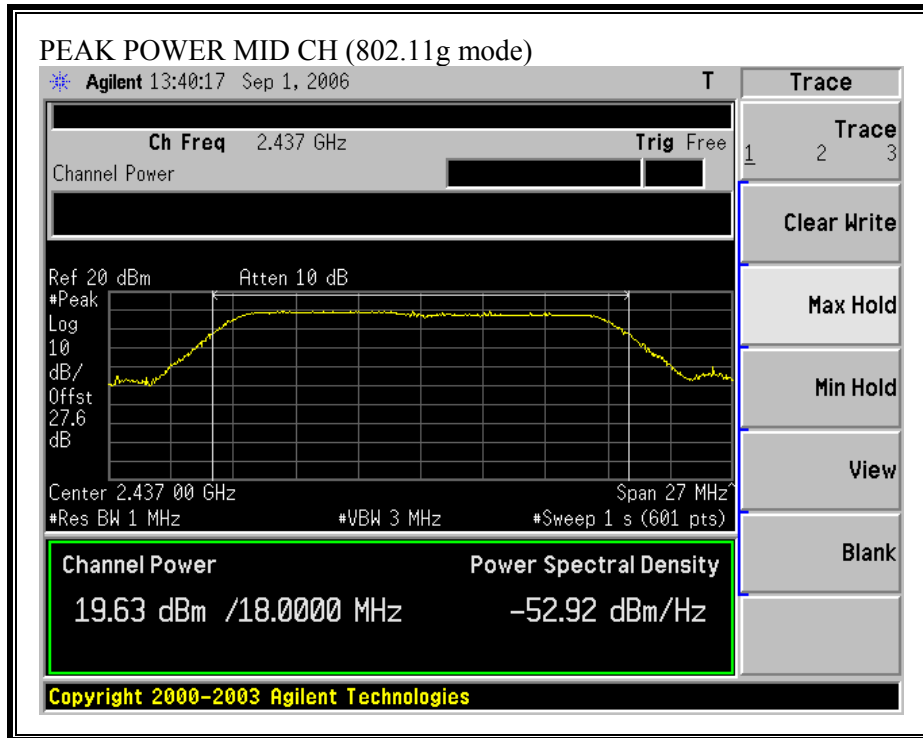 PEAK POWER MID CH (802.11g mode)
Agilent 13:40:17 Sep 1, 2006 T
Trace
Ch Freq 2.437 GHz Trig Free
Channel Power
Trace
1 2 3
Clear Write
Ref 20 dBm Atten 10 dB
#Peak
Log
10
dB/
Offst
27.6
dB
Max Hold
Min Hold
Center 2.437 00 GHz Span 27 MHz^
#Res BW 1 MHz #VBW 3 MHz #Sweep 1 s (601 pts)
View
Channel Power Power Spectral Density
19.63 dBm /18.0000 MHz -52.92 dBm/Hz
Blank
Copyright 2000-2003 Agilent Technologies